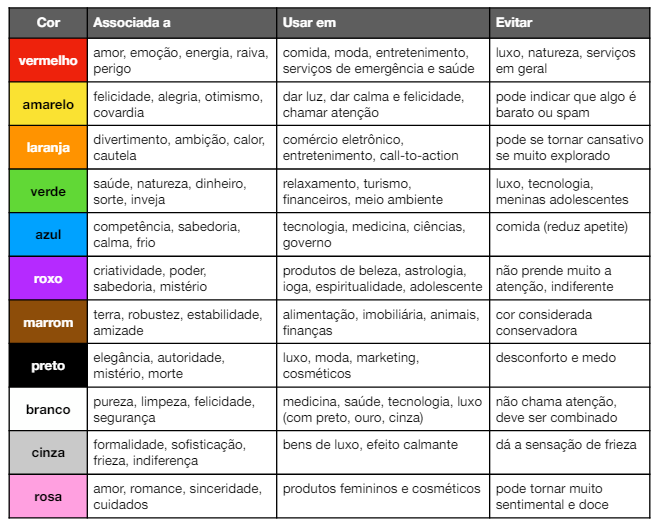 Cor Associada a Usar em Evitar
vermelho amor, emoção, energia, raiva, comida, moda, entretenimento, luxo, natureza, serviços
perigo serviços de emergência e saúde em geral
amarelo felicidade, alegria, otimismo, dar luz, dar calma e felicidade, pode indicar que algo é
covardia chamar atenção barato ou spam
laranja divertimento, ambição, calor, comércio eletrônico, pode se tornar cansativo
cautela entretenimento, call-to-action se muito explorado
verde saúde, natureza, dinheiro, relaxamento, turismo, luxo, tecnologia,
sorte, inveja financeiros, meio ambiente meninas adolescentes
azul competência, sabedoria, tecnologia, medicina, ciências, comida (reduz apetite)
calma, frio governo
roxo criatividade, poder, produtos de beleza, astrologia, não prende muito a
sabedoria, mistério ioga, espiritualidade, adolescente atenção, indiferente
marrom terra, robustez, estabilidade, alimentação, imobiliária, animais, cor considerada
amizade finanças conservadora
preto elegância, autoridade, luxo, moda, marketing, desconforto e medo
mistério, morte cosméticos
branco pureza, limpeza, felicidade, medicina, saúde, tecnologia, luxo não chama atenção,
segurança (com preto, ouro, cinza) deve ser combinado
cinza formalidade, sofisticação, bens de luxo, efeito calmante dá a sensação de frieza
frieza, indiferença
rosa amor, romance, sinceridade, produtos femininos e cosméticos pode tornar muito
cuidados sentimental e doce